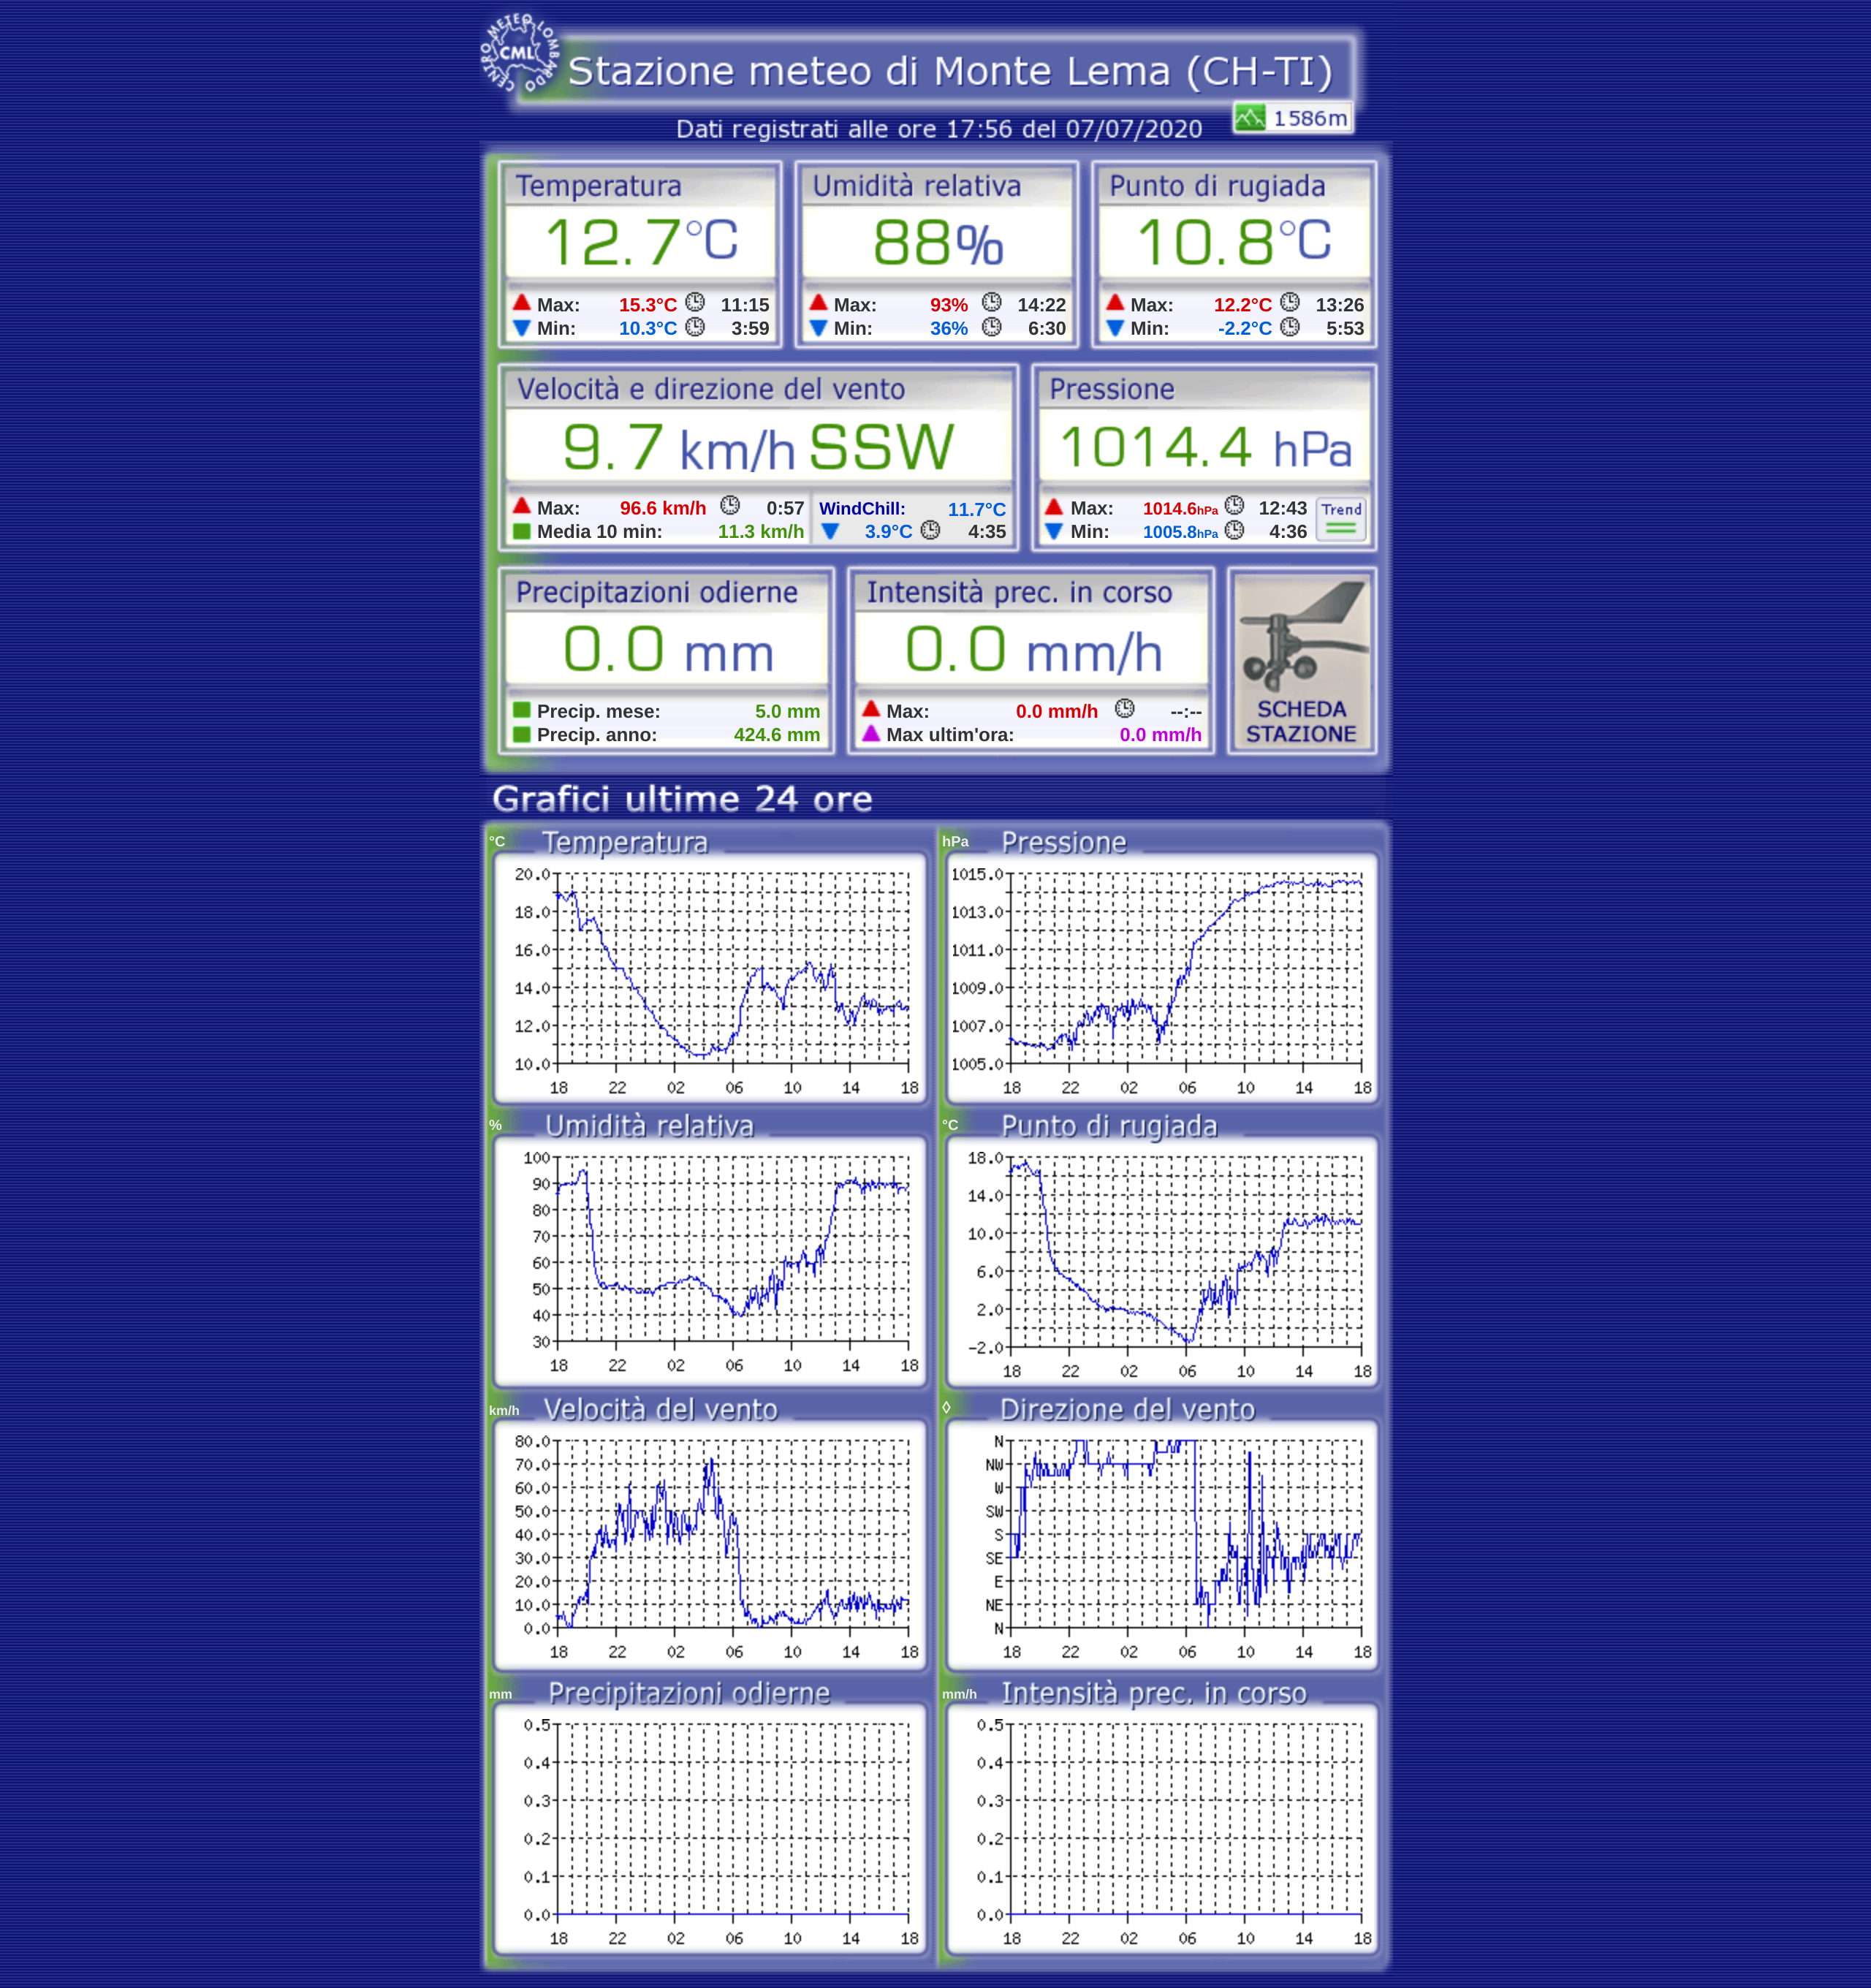 CENTRO METEO LOMBARDO
CML
Stazione meteo di Monte Lema (CH-TI)
1586m
Dati registrati alle ore 17:56 del 07/07/2020
Temperatura
12.7°C
Max: 15.3°C 11:15
Min: 10.3°C 3:59
Umidità relativa
88%
Max: 93% 14:22
Min: 36% 6:30
Punto di rugiada
10.8°C
Max: 12.2°C 13:26
Min: -2.2°C 5:53
Velocità e direzione del vento
9.7 km/h SSW
Max: 96.6 km/h 0:57
Media 10 min: 11.3 km/h
WindChill: 11.7°C
3.9°C 4:35
Pressione
1014.4 hPa
Max: 1014.6hPa 12:43
Min: 1005.8hPa 4:36
Trend
Precipitazioni odierne
0.0 mm
Precip. mese: 5.0 mm
Precip. anno: 424.6 mm
Intensità prec. in corso
0.0 mm/h
Max: 0.0 mm/h --:--
Max ultim'ora: 0.0 mm/h
SCHEDA
STAZIONE
Grafici ultime 24 ore
°C Temperatura
20.0
18.0
16.0
14.0
12.0
10.0
18 22 02 06 10 14 18
hPa Pressione
1015.0
1013.0
1011.0
1009.0
1007.0
1005.0
18 22 02 06 10 14 18
% Umidità relativa
100
90
80
70
60
50
40
30
18 22 02 06 10 14 18
°C Punto di rugiada
18.0
14.0
10.0
6.0
2.0
-2.0
18 22 02 06 10 14 18
km/h Velocità del vento
80.0
70.0
60.0
50.0
40.0
30.0
20.0
10.0
0.0
18 22 02 06 10 14 18
◊ Direzione del vento
N
NW
W
SW
S
SE
E
NE
N
18 22 02 06 10 14 18
mm Precipitazioni odierne
0.5
0.4
0.3
0.2
0.1
0.0
18 22 02 06 10 14 18
mm/h Intensità prec. in corso
0.5
0.4
0.3
0.2
0.1
0.0
18 22 02 06 10 14 18